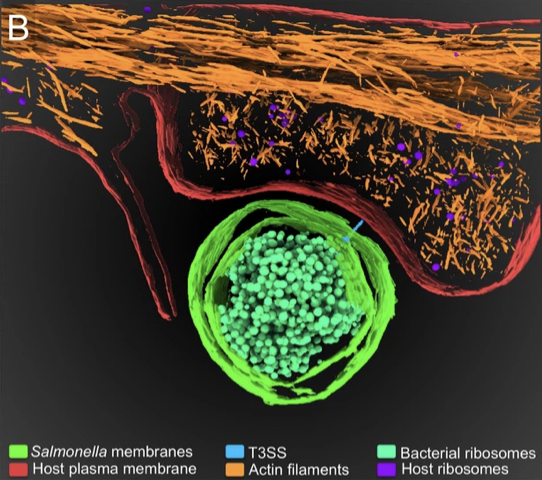 B
Salmonella membranes
T3SS
Bacterial ribosomes
Host plasma membrane
Actin filaments
Host ribosomes